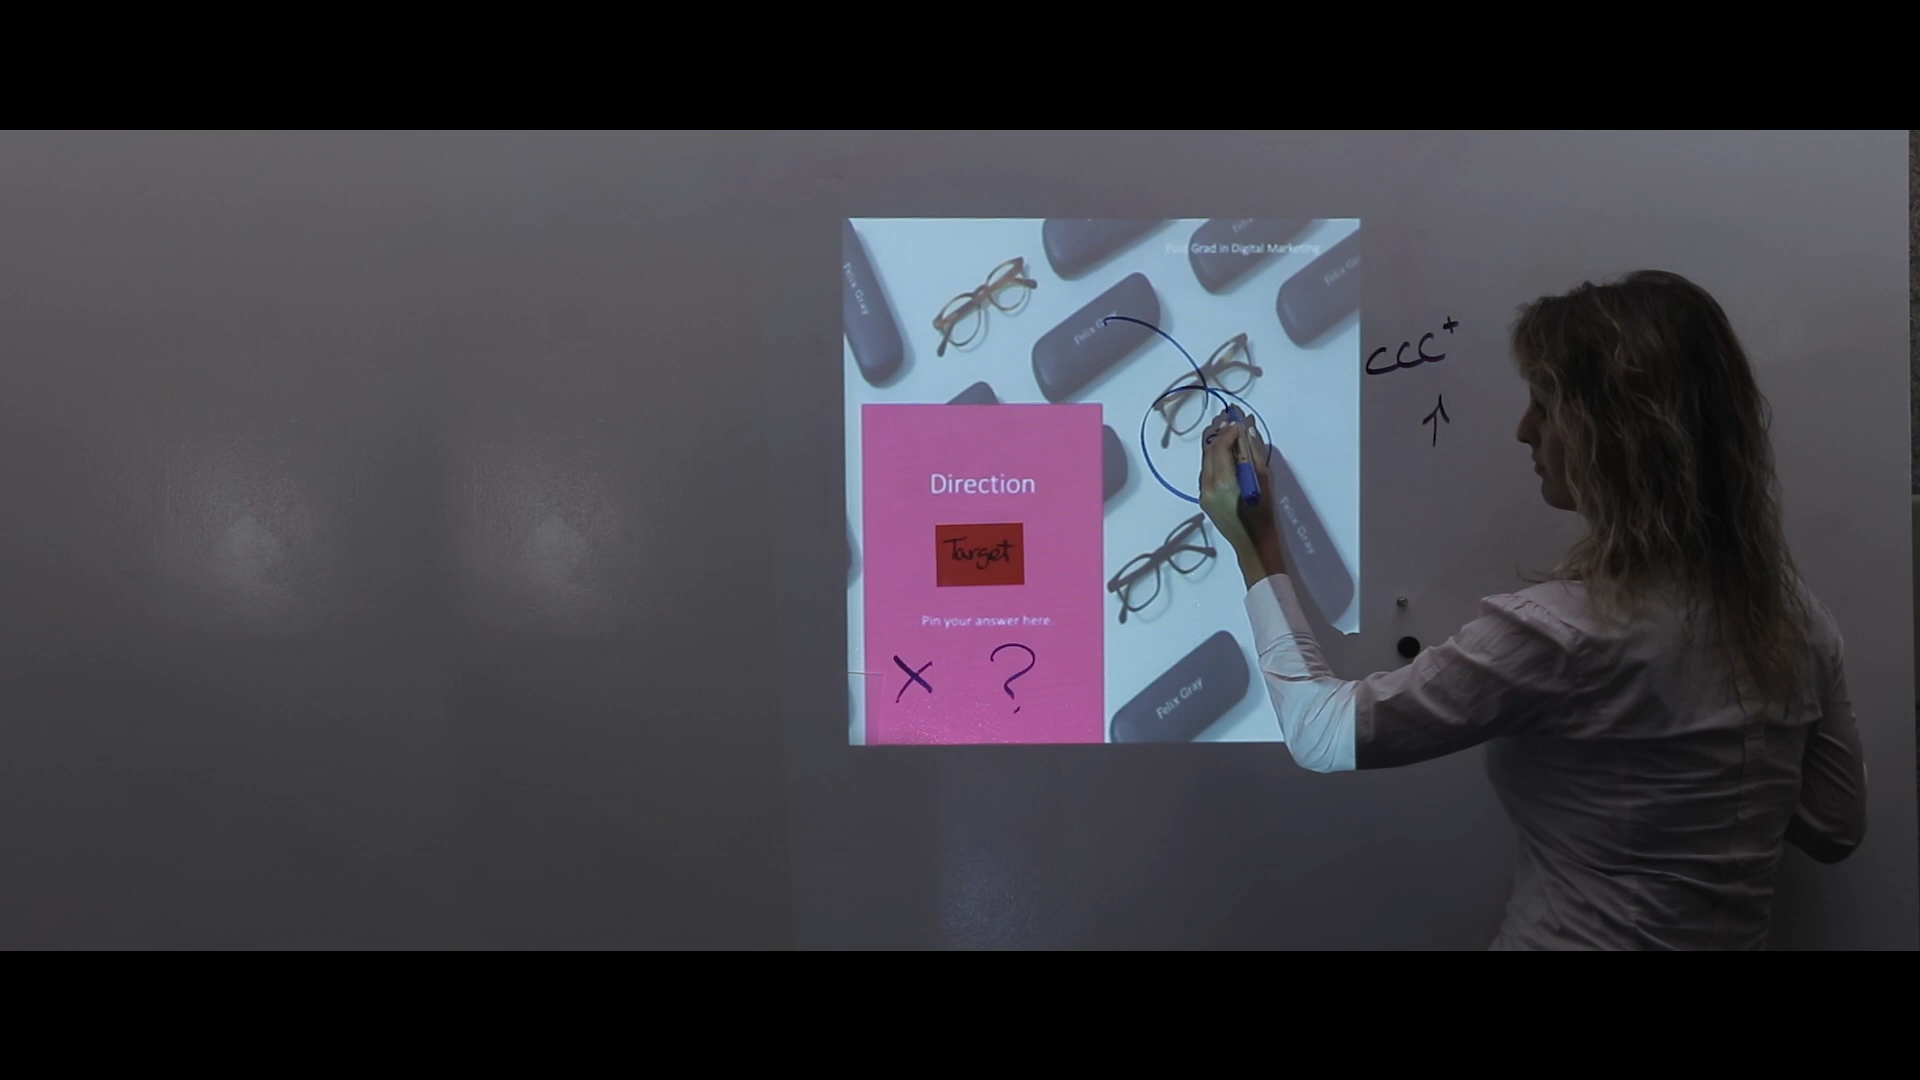 Post Grad in Digital Marketing
Felix Gray
Felix Gray
Felix Gray
ccc+
Direction
Target
Felix Gray
Pin your answer here.
X ?
Felix Gray